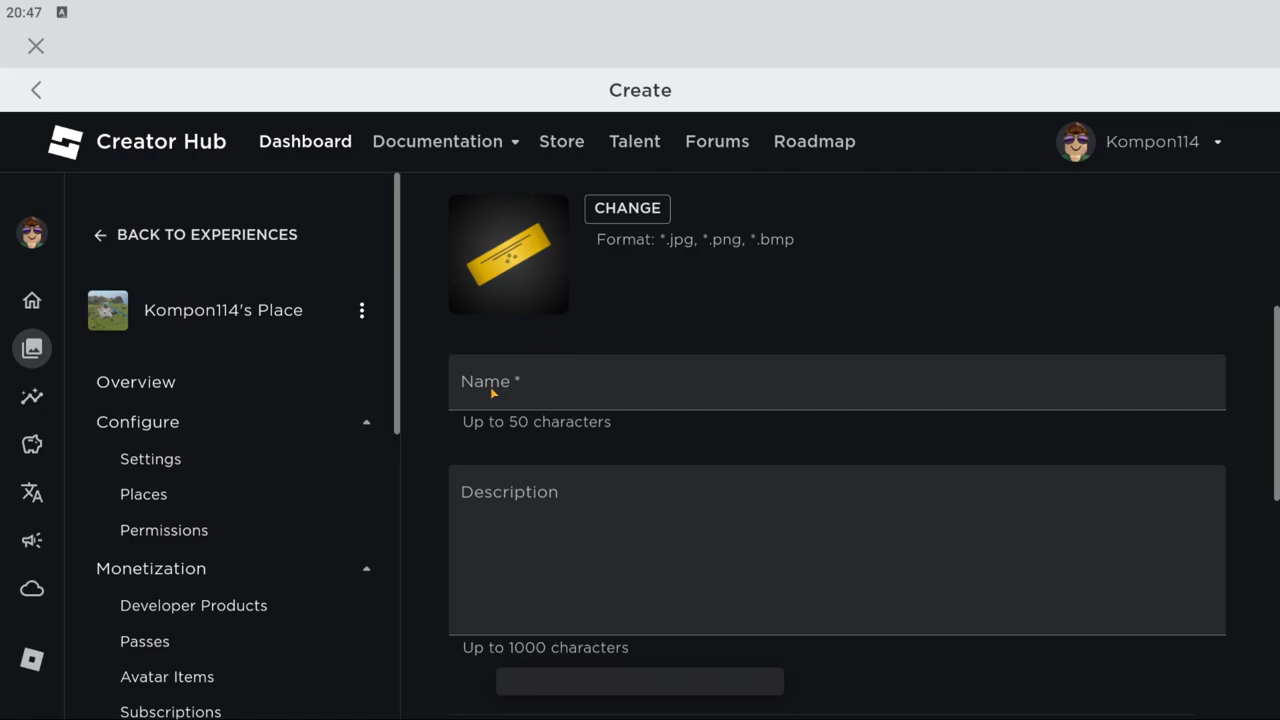 20:47
Create
Creator Hub Dashboard Documentation Store Talent Forums Roadmap Kompon114
BACK TO EXPERIENCES
Kompon114's Place
Overview
Configure
Settings
Places
Permissions
Monetization
Developer Products
Passes
Avatar Items
Subscriptions
CHANGE
Format: *.jpg, *.png, *.bmp
Name *
Up to 50 characters
Description
Up to 1000 characters